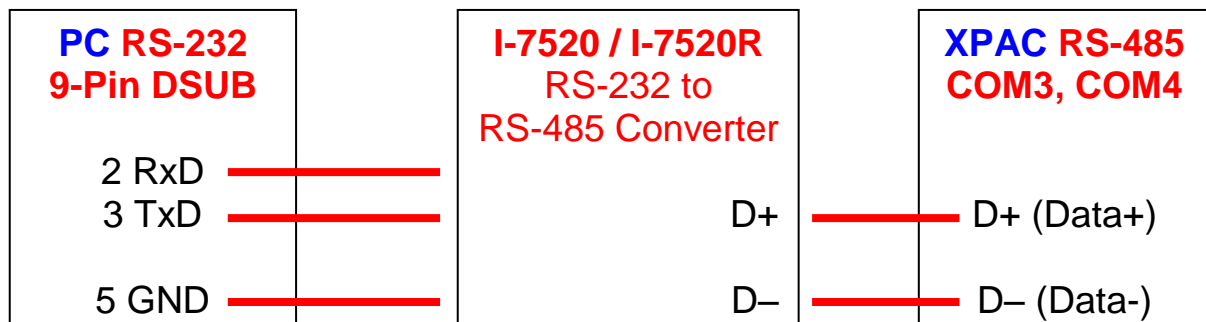 PC RS-232
9-Pin DSUB
2 RxD
3 TxD
5 GND
I-7520 / I-7520R
RS-232 to
RS-485 Converter
D+
D–
XPAC RS-485
COM3, COM4
D+ (Data+)
D– (Data-)